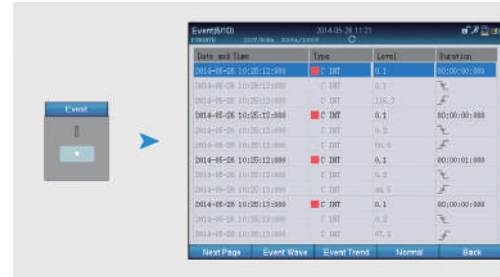 Event
Event(6/10)
2014-05-28 11:21
Date and Time Type Level Duration
2014-05-28 10:25:12:000 C INT 0.1 00:00:00:000
2014-05-28 10:25:12:000 C INT 0.1
2014-05-28 10:25:12:000 C INT 116.3
2014-05-28 10:25:12:000 C INT 0.1 00:00:00:000
2014-05-28 10:25:12:000 C INT 0.2
2014-05-28 10:25:12:000 C INT
2014-05-28 10:25:12:000 C INT 0.1 00:00:01:000
2014-05-28 10:25:12:000 C INT 0.2
2014-05-28 10:25:13:000 C INT
2014-05-28 10:25:13:000 C INT 0.1 00:00:00:000
2014-05-28 10:25:13:000 C INT 0.2
2014-05-28 10:25:13:000 C INT
Next Page Event Wave Event Trend Normal Back